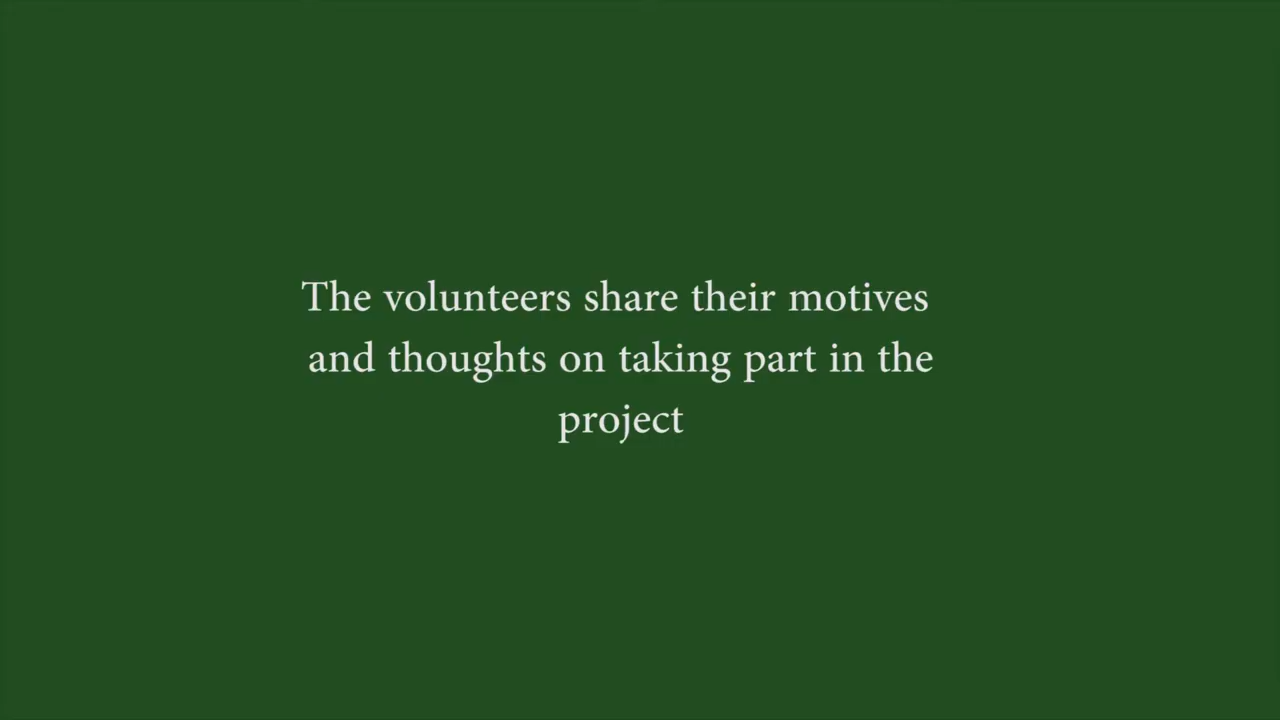 The volunteers share their motives
and thoughts on taking part in the
project